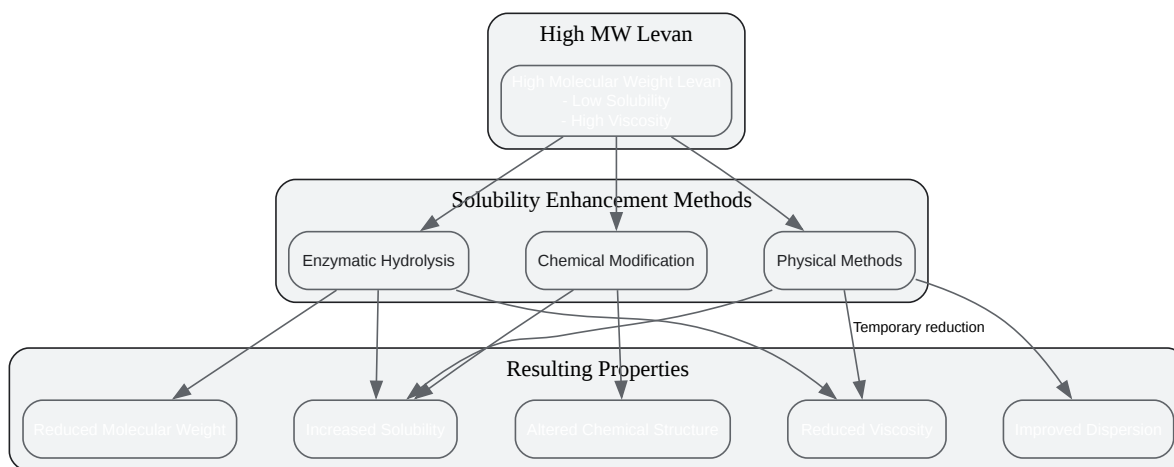 High MW Levan
High Molecular Weight Levan
- Low Solubility
- High Viscosity
Solubility Enhancement Methods
Enzymatic Hydrolysis
Chemical Modification
Physical Methods
Temporary reduction
Resulting Properties
Reduced Molecular Weight
Increased Solubility
Altered Chemical Structure
Reduced Viscosity
Improved Dispersion